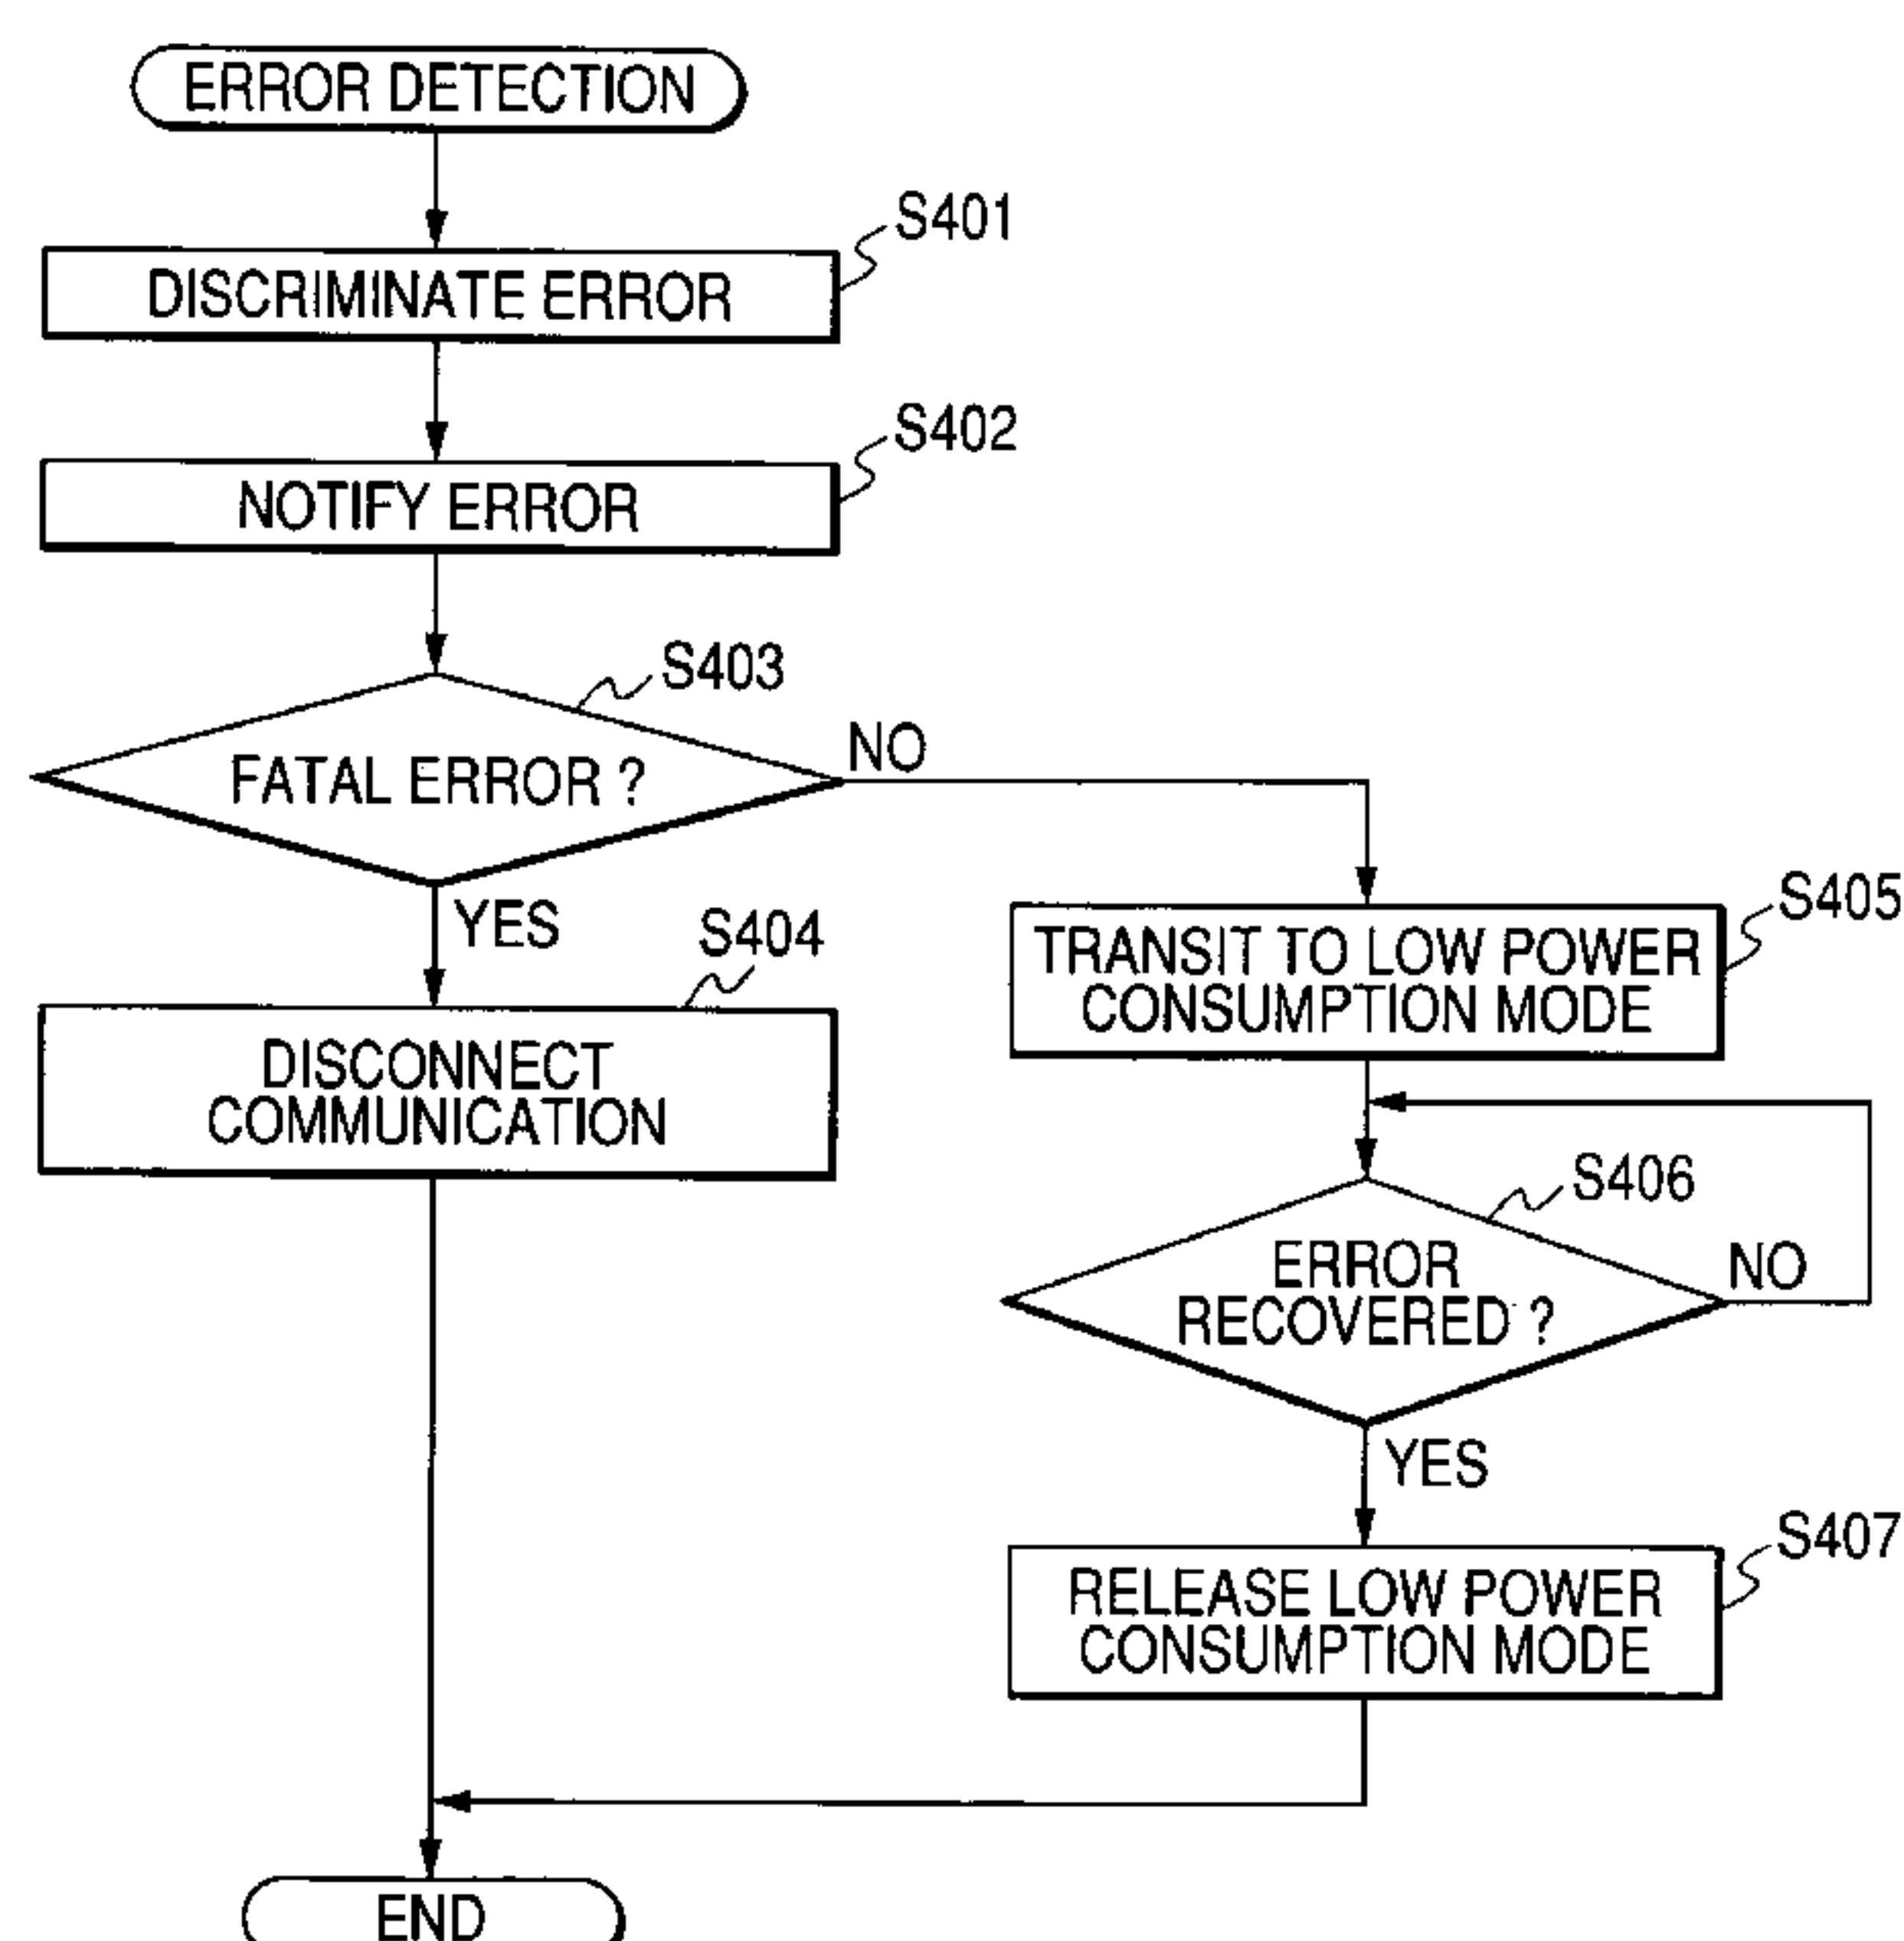 ERROR DETECTION
S401
DISCRIMINATE ERROR
S402
NOTIFY ERROR
S403
FATAL ERROR ?
NO
YES
S404
DISCONNECT
COMMUNICATION
S405
TRANSIT TO LOW POWER
CONSUMPTION MODE
S406
ERROR
RECOVERED ?
NO
YES
S407
RELEASE LOW POWER
CONSUMPTION MODE
END